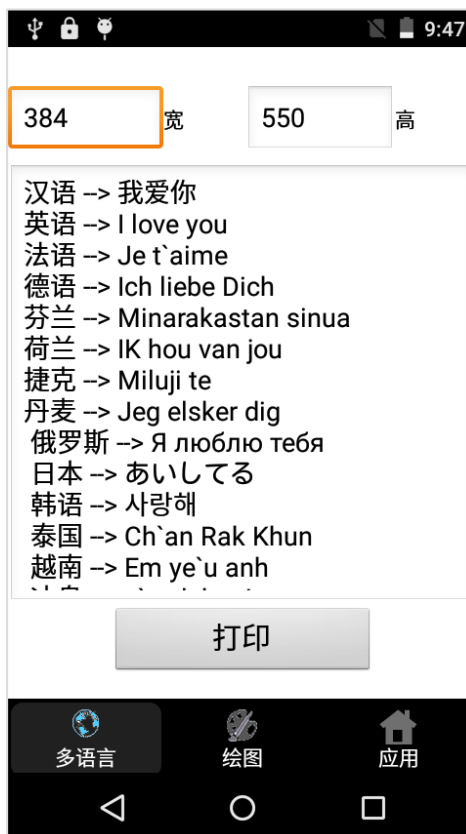 9:47
384 宽 550 高
汉语 --> 我爱你
英语 --> I love you
法语 --> Je t`aime
德语 --> Ich liebe Dich
芬兰 --> Minarakastan sinua
荷兰 --> IK hou van jou
捷克 --> Miluji te
丹麦 --> Jeg elsker dig
俄罗斯 --> Я люблю тебя
日本 --> あいしてる
韩语 --> 사랑해
泰国 --> Ch`an Rak Khun
越南 --> Em ye`u anh
打印
多语言 绘图 应用